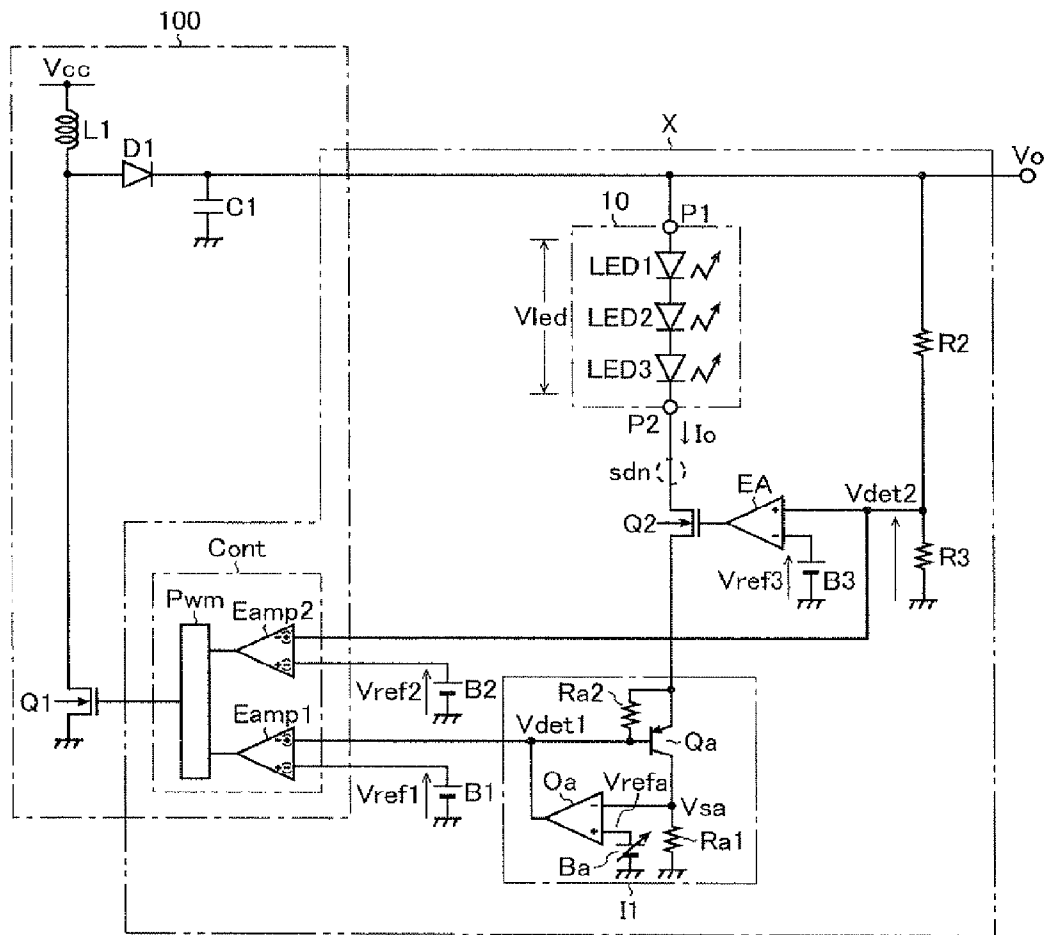 100
Vcc
L1
D1
X
Vo
C1
10
P1
LED1
Vled
LED2
R2
LED3
P2
Io
sdn
EA
Vdet2
+
-
Q2
Cont
Vref3
B3
R3
Pwm
Eamp2
Q1
Vref2
B2
Ra2
Vdet1
Qa
Eamp1
Oa
Vrefa
Vsa
-
+
Vref1
B1
Ra1
Ba
I1